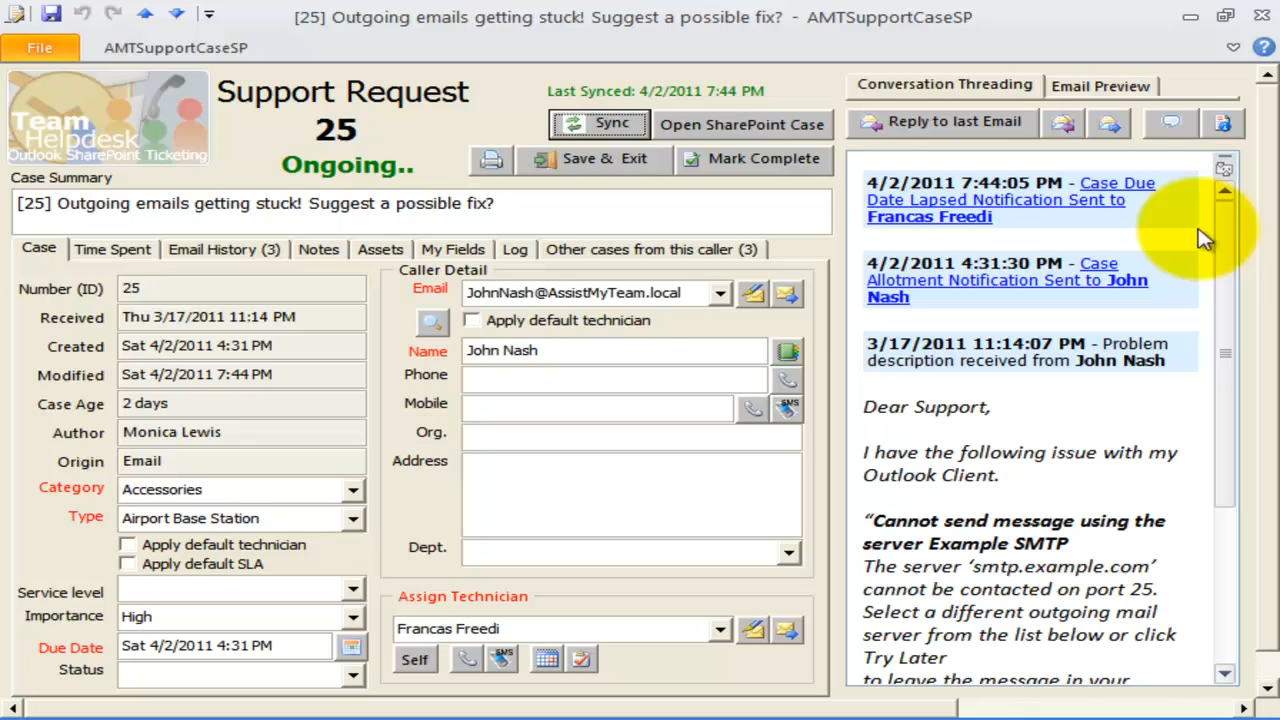 [25] Outgoing emails getting stuck! Suggest a possible fix? - AMTSupportCaseSP
File
AMTSupportCaseSP
Team
Helpdesk
Outlook SharePoint Ticketing
Support Request
25
Ongoing..
Last Synced: 4/2/2011 7:44 PM
Sync
Open SharePoint Case
Save & Exit
Mark Complete
Case Summary
[25] Outgoing emails getting stuck! Suggest a possible fix?
Case
Time Spent
Email History (3)
Notes
Assets
My Fields
Log
Other cases from this caller (3)
Number (ID) 25
Received Thu 3/17/2011 11:14 PM
Created Sat 4/2/2011 4:31 PM
Modified Sat 4/2/2011 7:44 PM
Case Age 2 days
Author Monica Lewis
Origin Email
Category Accessories
Type Airport Base Station
Apply default technician
Apply default SLA
Service level
Importance High
Due Date Sat 4/2/2011 4:31 PM
Status
Caller Detail
Email JohnNash@AssistMyTeam.local
Apply default technician
Name John Nash
Phone
Mobile
SMS
Org.
Address
Dept.
Assign Technician
Francas Freedi
Self
SMS
Conversation Threading
Email Preview
Reply to last Email
4/2/2011 7:44:05 PM - Case Due
Date Lapsed Notification Sent to
Francas Freedi
4/2/2011 4:31:30 PM - Case
Allotment Notification Sent to John
Nash
3/17/2011 11:14:07 PM - Problem
description received from John Nash
Dear Support,
I have the following issue with my
Outlook Client.
“Cannot send message using the
server Example SMTP
The server ‘smtp.example.com’
cannot be contacted on port 25.
Select a different outgoing mail
server from the list below or click
Try Later
to leave the message in your